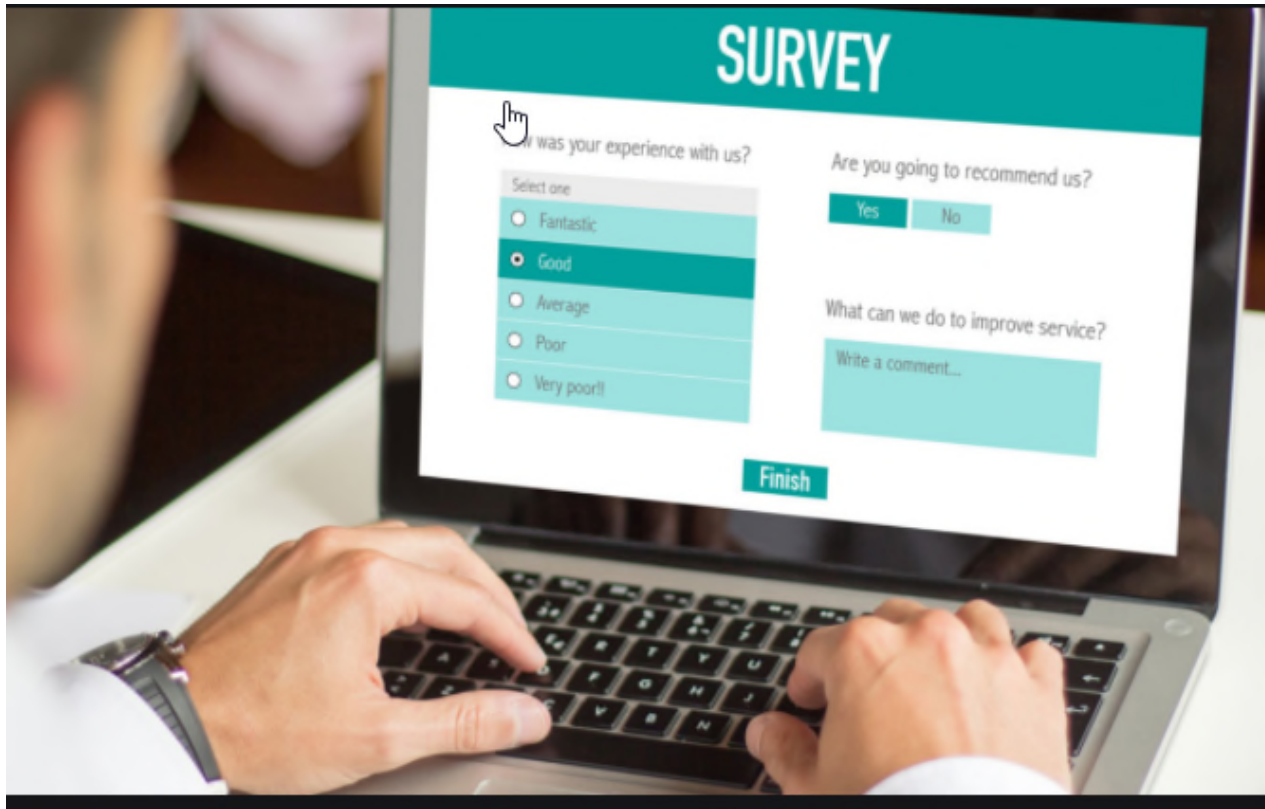 SURVEY
was your experience with us?
Select one
Fantastic
Good
Average
Poor
Very poor!!
Are you going to recommend us?
Yes No
What can we do to improve service?
Write a comment...
Finish